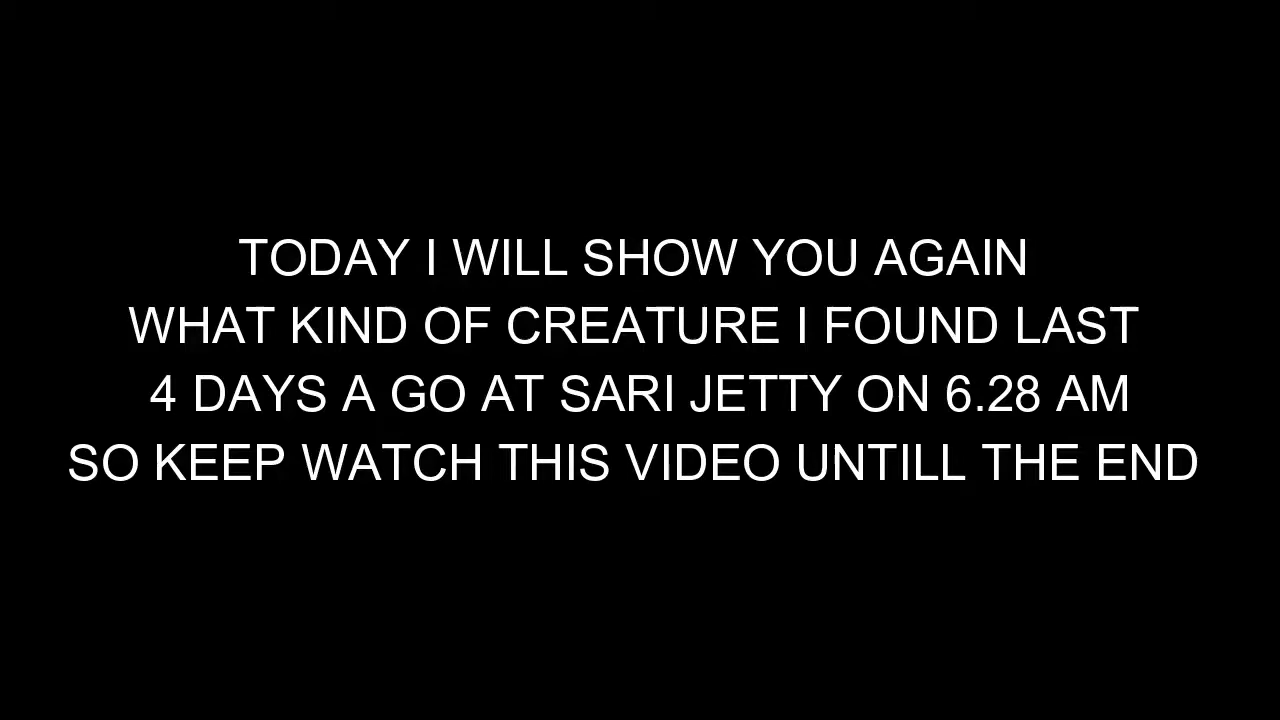 TODAY I WILL SHOW YOU AGAIN
WHAT KIND OF CREATURE I FOUND LAST
4 DAYS A GO AT SARI JETTY ON 6.28 AM
SO KEEP WATCH THIS VIDEO UNTILL THE END